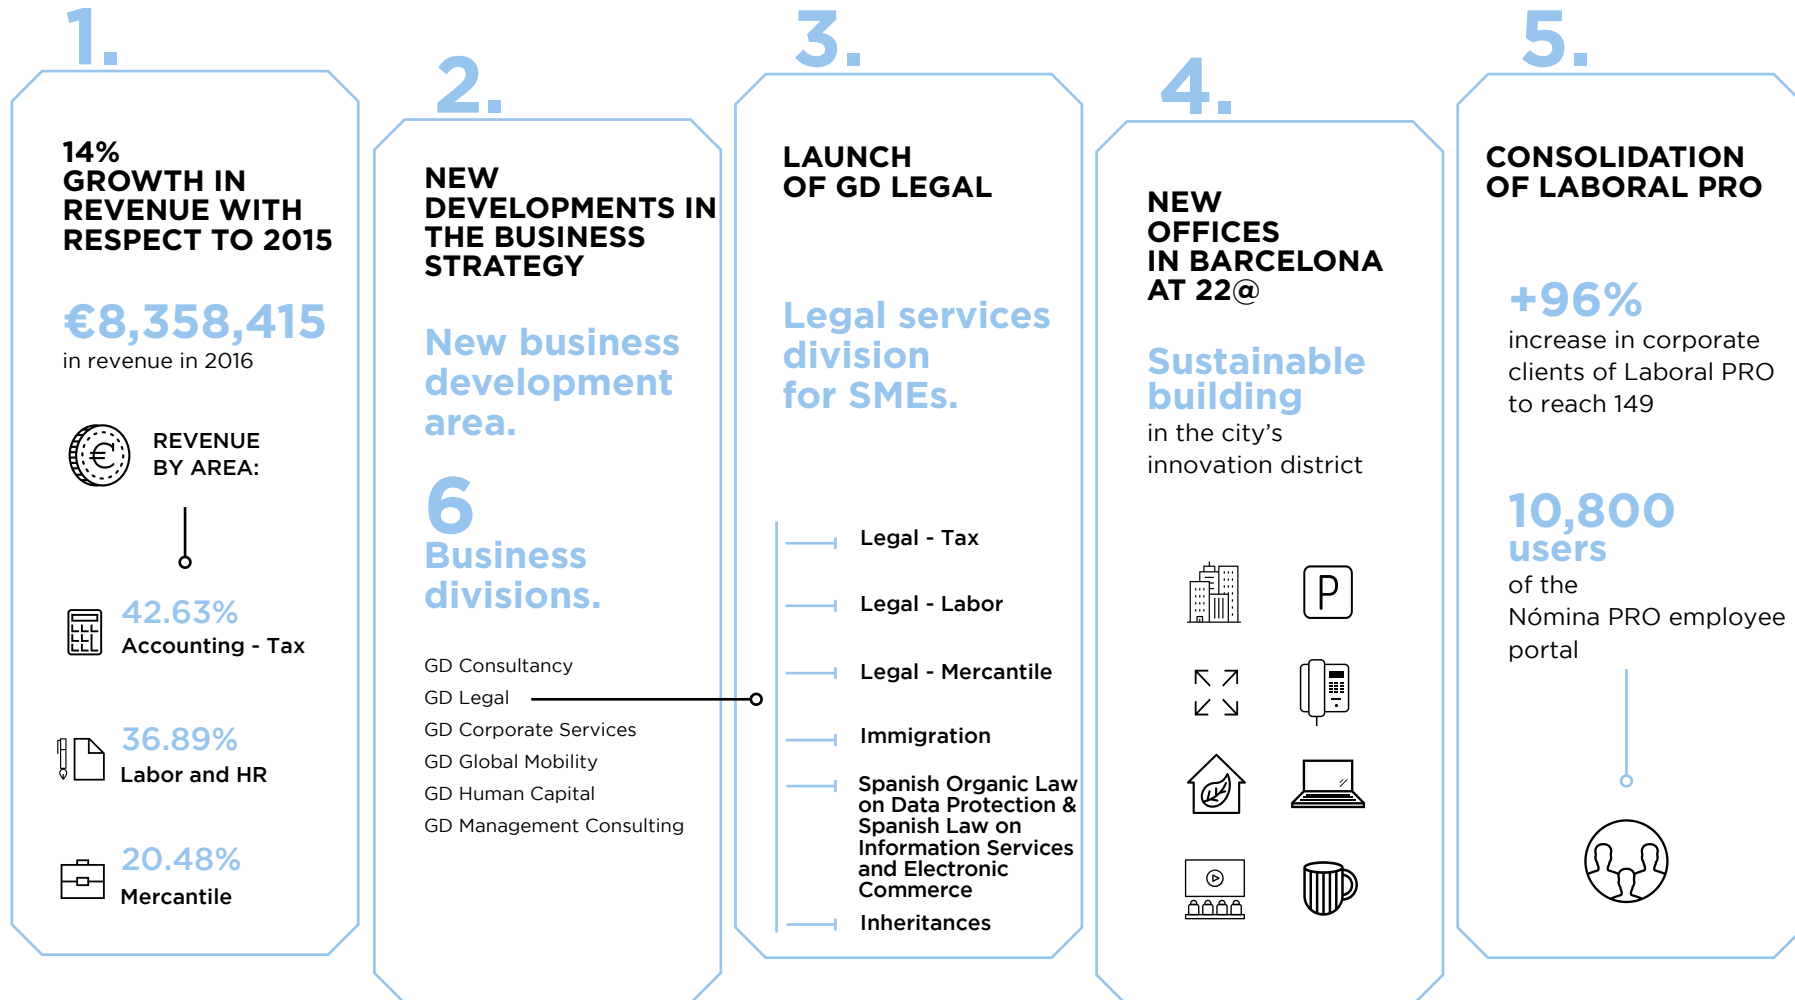 1.
14%
GROWTH IN
REVENUE WITH
RESPECT TO 2015
€8,358,415
in revenue in 2016
REVENUE
BY AREA:
42.63%
Accounting - Tax
36.89%
Labor and HR
20.48%
Mercantile
2.
NEW
DEVELOPMENTS IN
THE BUSINESS
STRATEGY
New business
development
area.
6
Business
divisions.
GD Consultancy
GD Legal
GD Corporate Services
GD Global Mobility
GD Human Capital
GD Management Consulting
3.
LAUNCH
OF GD LEGAL
Legal services
division
for SMEs.
Legal - Tax
Legal - Labor
Legal - Mercantile
Immigration
Spanish Organic Law
on Data Protection &
Spanish Law on
Information Services
and Electronic
Commerce
Inheritances
4.
NEW
OFFICES
IN BARCELONA
AT 22@
Sustainable
building
in the city's
innovation district
P
5.
CONSOLIDATION
OF LABORAL PRO
+96%
increase in corporate
clients of Laboral PRO
to reach 149
10,800
users
of the
Nómina PRO employee
portal